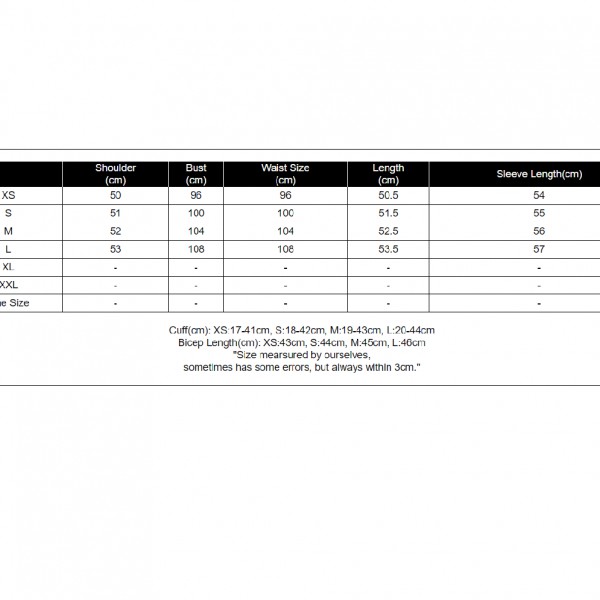 Shoulder (cm) Bust (cm) Waist Size (cm) Length (cm) Sleeve Length(cm)
XS 50 96 96 50.5 54
S 51 100 100 51.5 55
M 52 104 104 52.5 56
L 53 108 108 53.5 57
XL - - - - -
XXL - - - - -
e Size - - - - -
Cuff(cm): XS:17-41cm, S:18-42cm, M:19-43cm, L:20-44cm
Bicep Length(cm): XS:43cm, S:44cm, M:45cm, L:46cm
"Size mearsured by ourselves,
sometimes has some errors, but always within 3cm."